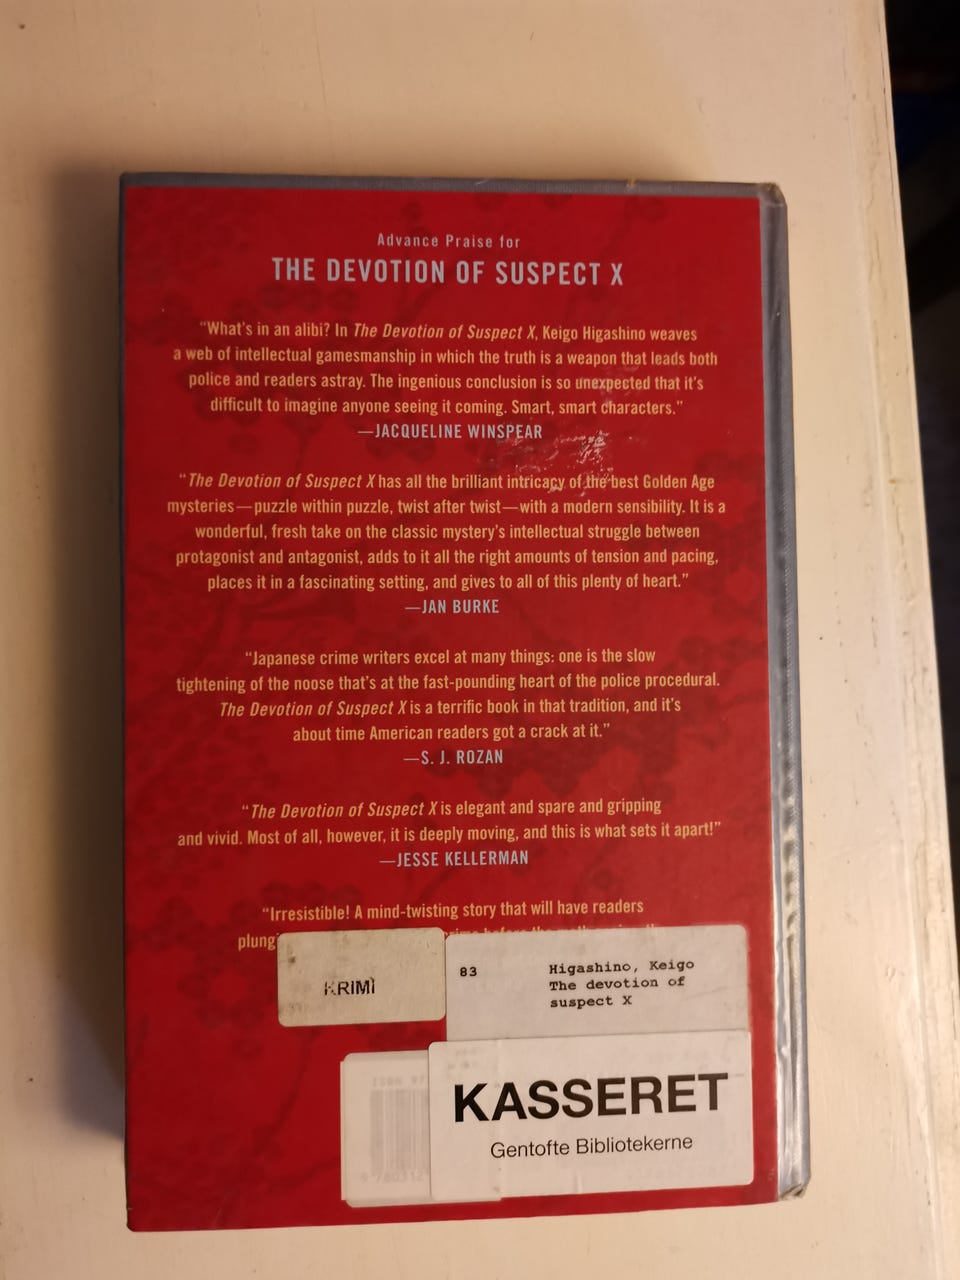 Advance Praise for
THE DEVOTION OF SUSPECT X
“What’s in an alibi? In The Devotion of Suspect X, Keigo Higashino weaves
a web of intellectual gamesmanship in which the truth is a weapon that leads both
police and readers astray. The ingenious conclusion is so unexpected that it’s
difficult to imagine anyone seeing it coming. Smart, smart characters.”
—JACQUELINE WINSPEAR
“The Devotion of Suspect X has all the brilliant intricacy of the best Golden Age
mysteries—puzzle within puzzle, twist after twist—with a modern sensibility. It is a
wonderful, fresh take on the classic mystery’s intellectual struggle between
protagonist and antagonist, adds to it all the right amounts of tension and pacing,
places it in a fascinating setting, and gives to all of this plenty of heart.”
—JAN BURKE
“Japanese crime writers excel at many things: one is the slow
tightening of the noose that’s at the fast-pounding heart of the police procedural.
The Devotion of Suspect X is a terrific book in that tradition, and it’s
about time American readers got a crack at it.”
—S. J. ROZAN
“The Devotion of Suspect X is elegant and spare and gripping
and vivid. Most of all, however, it is deeply moving, and this is what sets it apart!”
—JESSE KELLERMAN
“Irresistible! A mind-twisting story that will have readers
plungi
KRIMI
83
Higashino, Keigo
The devotion of
suspect X
ISBN 97
9 780312
KASSERET
Gentofte Bibliotekerne